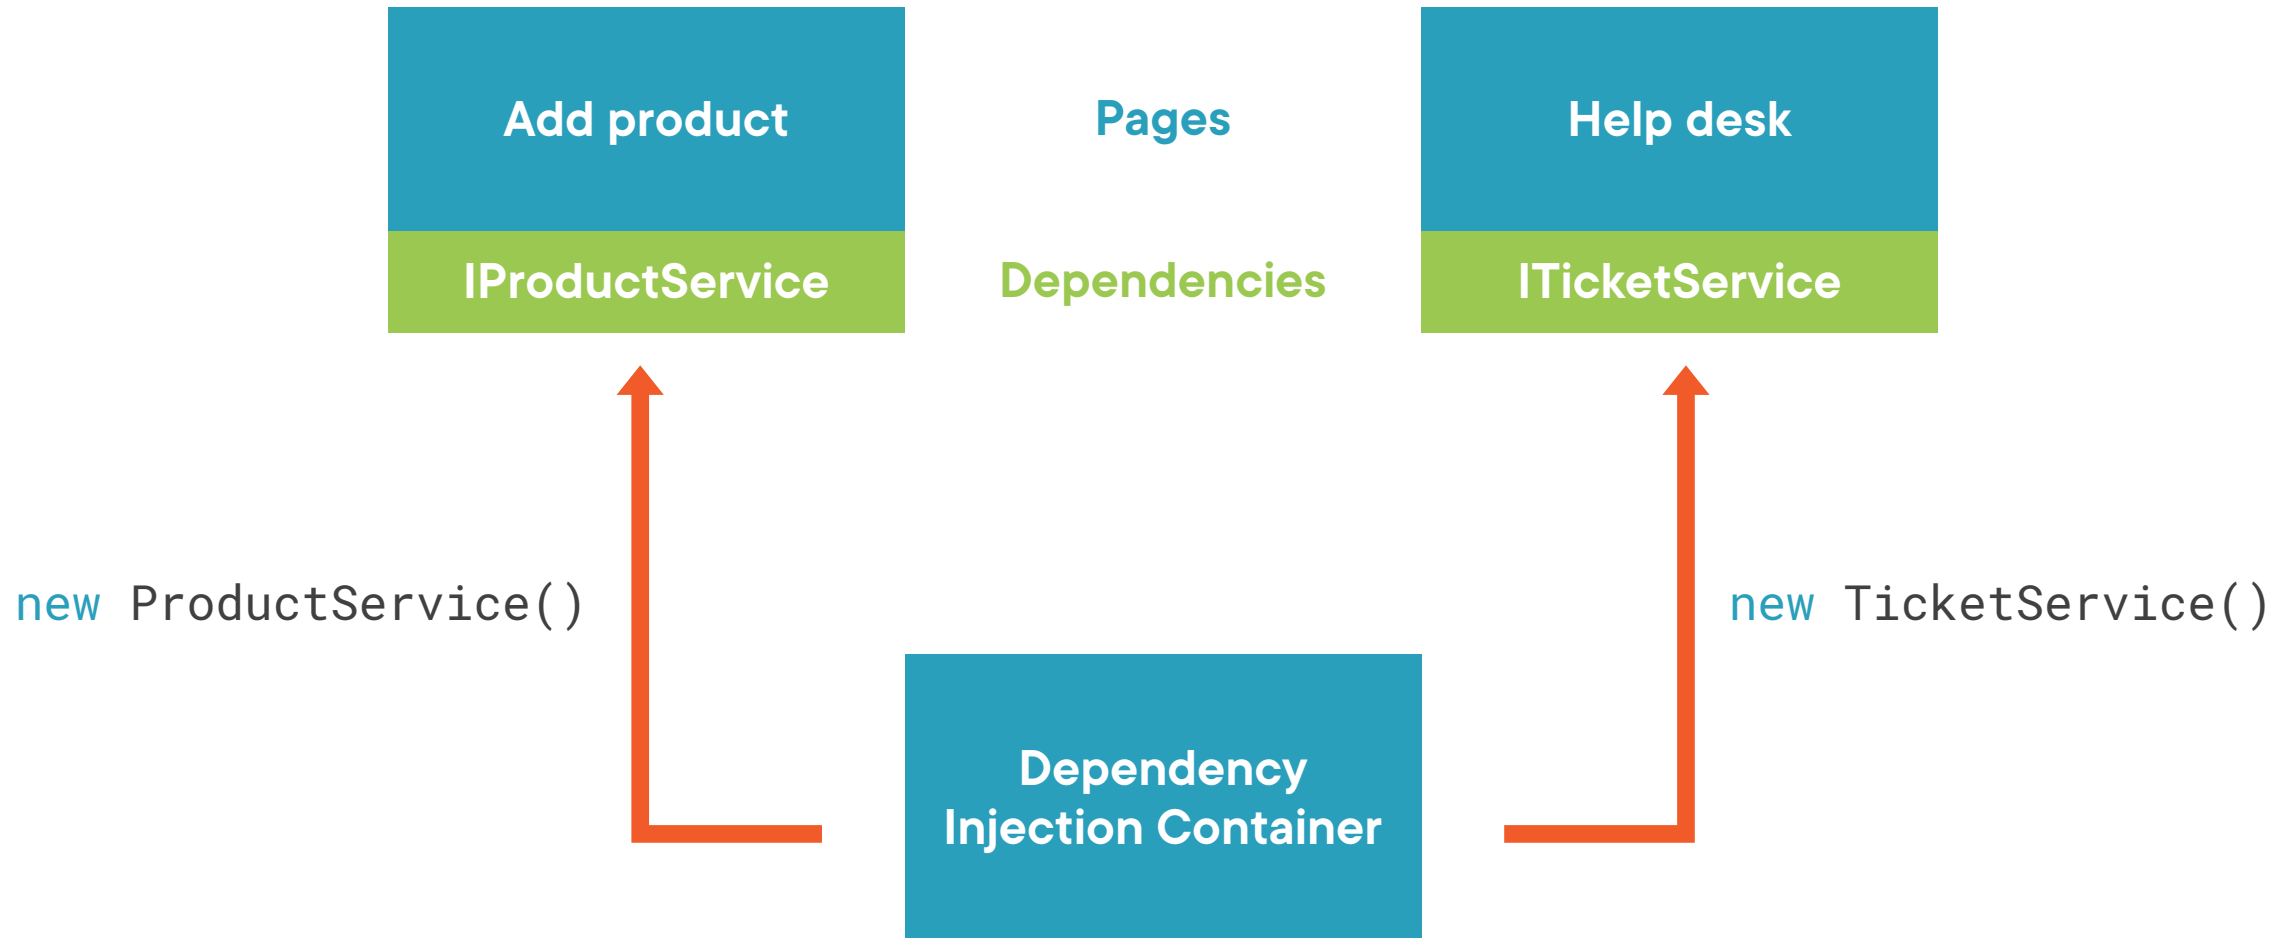 Add product
Pages
Help desk
IProductService
Dependencies
ITicketService
new ProductService()
new TicketService()
Dependency
Injection Container